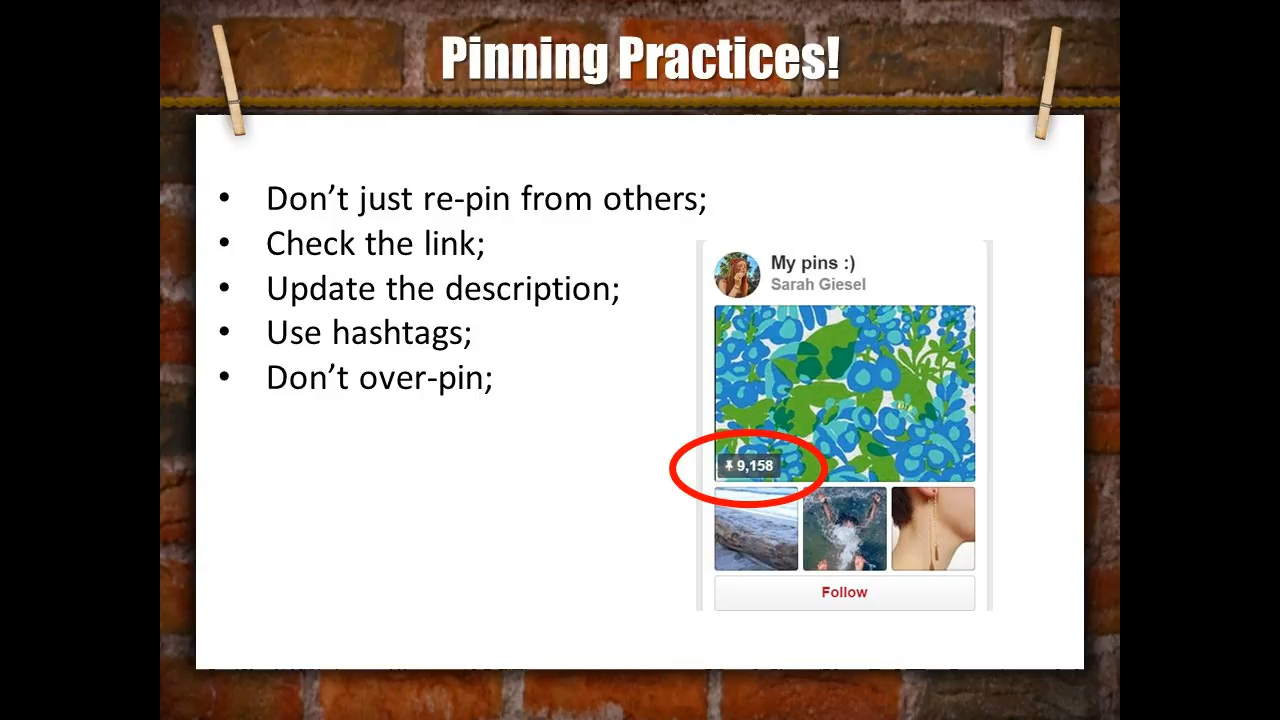 Pinning Practices!
• Don’t just re-pin from others;
• Check the link;
• Update the description;
• Use hashtags;
• Don’t over-pin;
My pins :)
Sarah Giesel
9,158
Follow